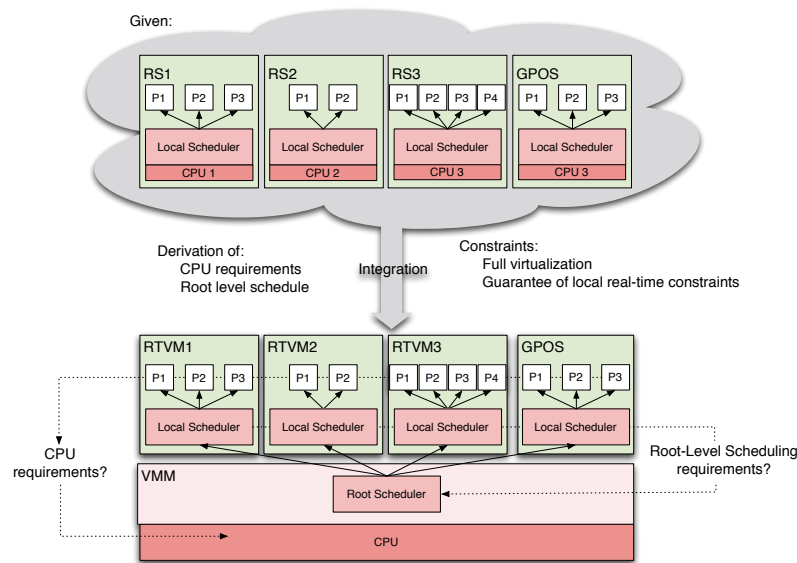 Given:
RS1
RS2
RS3
GPOS
P1 P2 P3
P1 P2
P1 P2 P3 P4
P1 P2 P3
Local Scheduler
Local Scheduler
Local Scheduler
Local Scheduler
CPU 1
CPU 2
CPU 3
CPU 3
Derivation of:
CPU requirements
Root level schedule
Integration
Constraints:
Full virtualization
Guarantee of local real-time constraints
RTVM1
RTVM2
RTVM3
GPOS
P1 P2 P3
P1 P2
P1 P2 P3 P4
P1 P2 P3
Local Scheduler
Local Scheduler
Local Scheduler
Local Scheduler
CPU
requirements?
Root-Level Scheduling
requirements?
VMM
Root Scheduler
CPU